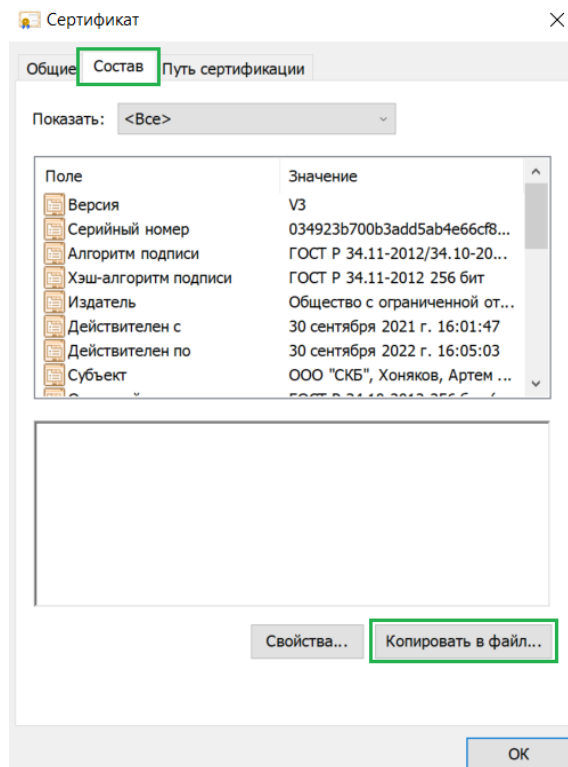 Сертификат
Общие Состав Путь сертификации
Показать: <Все>
Поле Значение
Версия V3
Серийный номер 034923b700b3add5ab4e66cf8...
Алгоритм подписи ГОСТ Р 34.11-2012/34.10-20...
Хэш-алгоритм подписи ГОСТ Р 34.11-2012 256 бит
Издатель Общество с ограниченной от...
Действителен с 30 сентября 2021 г. 16:01:47
Действителен по 30 сентября 2022 г. 16:05:03
Субъект ООО "СКБ", Хоняков, Артем ...
Свойства... Копировать в файл...
ОК